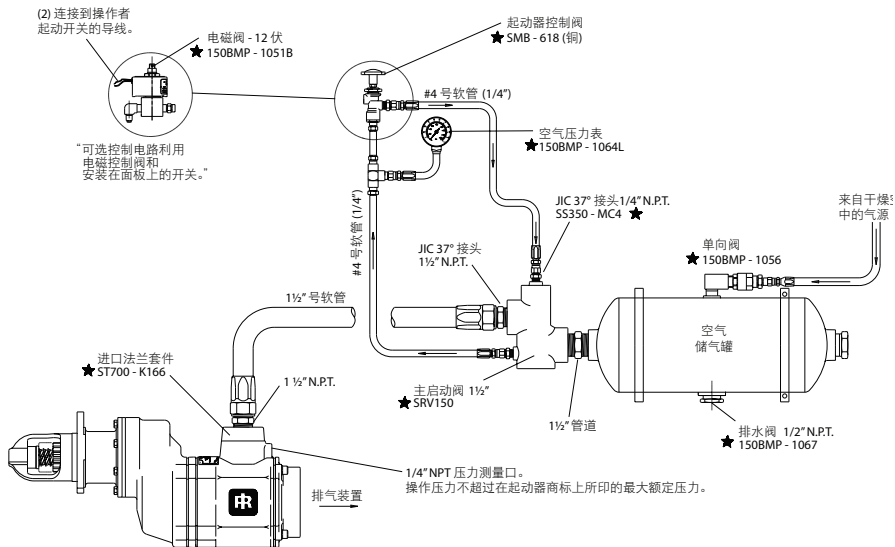 (2) 连接到操作者
起动开关的导线。
电磁阀 - 12 伏
★ 150BMP - 1051B
"可选控制电路利用
电磁控制阀和
安装在面板上的开关。"
起动器控制阀
★ SMB - 618 (铜)
#4 号软管 (1/4")
空气压力表
★ 150BMP - 1064L
#4 号软管 (1/4")
JIC 37° 接头1/4" N.P.T.
SS350 - MC4 ★
来自干燥空
中的气源
JIC 37° 接头
1½" N.P.T.
单向阀
★ 150BMP - 1056
1½" 号软管
空气
储气罐
进口法兰套件
★ ST700 - K166
1 ½" N.P.T.
主启动阀 1½"
★ SRV150
1½" 管道
排水阀 1/2" N.P.T.
★ 150BMP - 1067
1/4" NPT 压力测量口。
操作压力不超过在起动器商标上所印的最大额定压力。
排气装置
IR